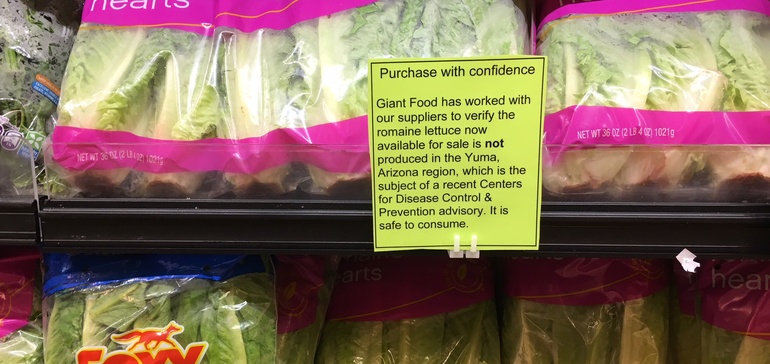 hearts
NET WT 36 OZ (2 LB 4 OZ) 1021g
Purchase with confidence
Giant Food has worked with
our suppliers to verify the
romaine lettuce now
available for sale is not
produced in the Yuma,
Arizona region, which is the
subject of a recent Centers
for Disease Control &
Prevention advisory. It is
safe to consume.
NET WT 36 OZ (2 LB 4 OZ) 1021g
Foxy
hearts
hearts